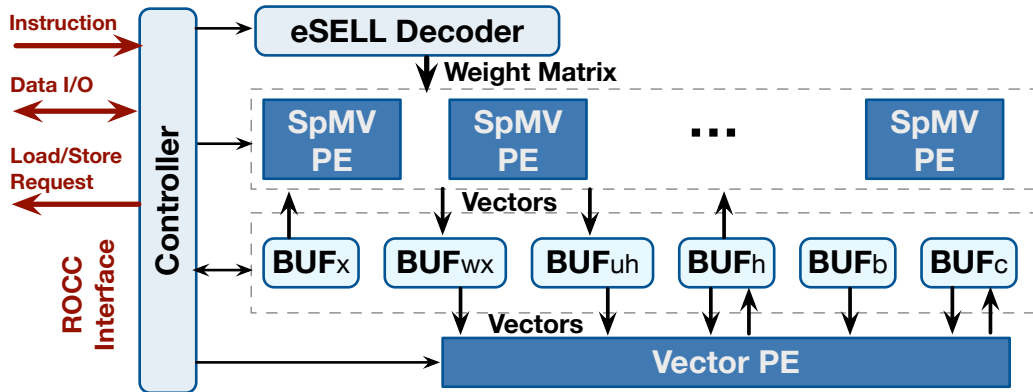 Instruction
Data I/O
Load/Store
Request
ROCC
Interface
Controller
eSELL Decoder
Weight Matrix
SpMV
PE
SpMV
PE
...
SpMV
PE
Vectors
BUFx
BUFwx
BUFuh
BUFh
BUFb
BUFc
Vectors
Vector PE